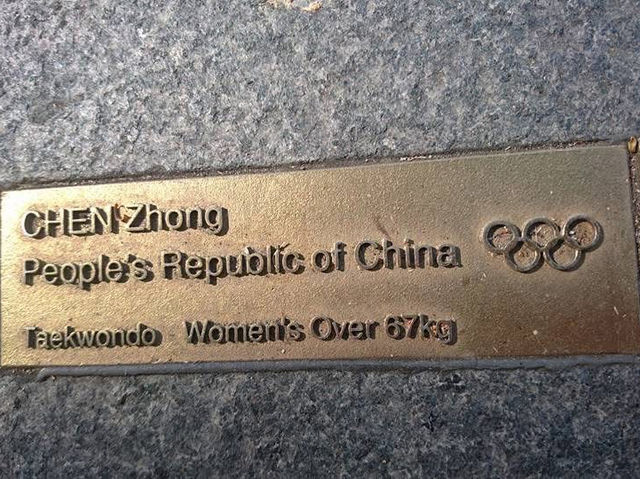 CHEN Zhong
People's Republic of China
Taekwondo Women's Over 67kg